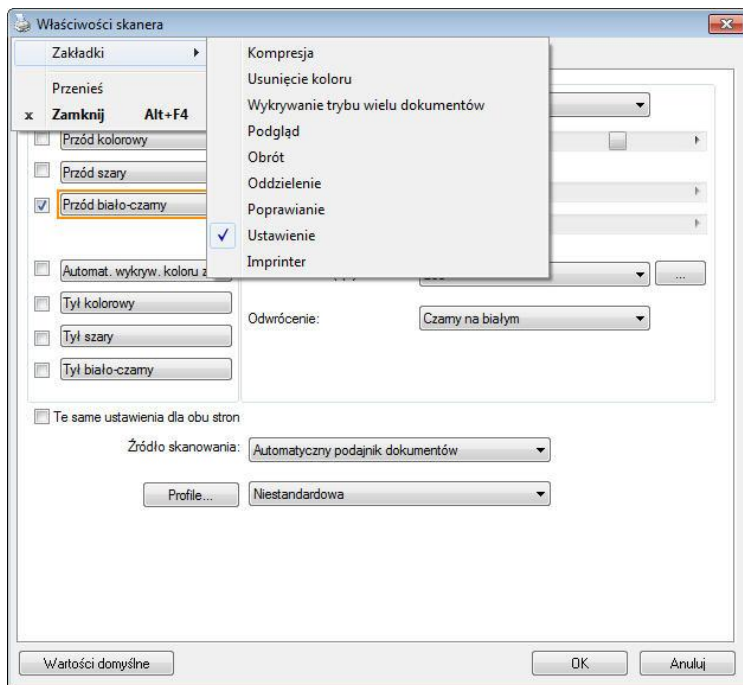 Właściwości skanera
Zakładki
Przenieś
x Zamknij Alt+F4
Kompresja
Usunięcie koloru
Wykrywanie trybu wielu dokumentów
Podgląd
Obrót
Oddzielenie
Poprawianie
Ustawienie
Imprinter
Przód kolorowy
Przód szary
Przód biało-czarny
Automat. wykryw. koloru z
Tył kolorowy
Tył szary
Tył biało-czarny
...
Odwrócenie: Czarny na białym
Te same ustawienia dla obu stron
Źródło skanowania: Automatyczny podajnik dokumentów
Profile... Niestandardowa
Wartości domyślne OK Anuluj